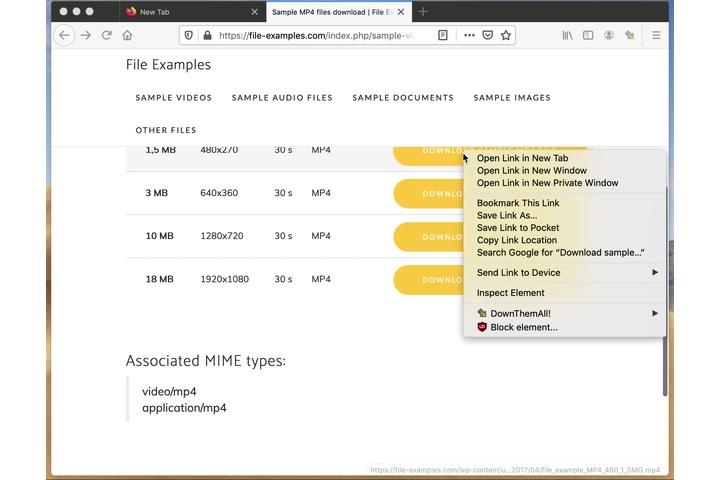 New Tab
Sample MP4 files download | File E
https://file-examples.com/index.php/sample-vi
File Examples
SAMPLE VIDEOS SAMPLE AUDIO FILES SAMPLE DOCUMENTS SAMPLE IMAGES
OTHER FILES
1,5 MB 480x270 30 s MP4
3 MB 640x360 30 s MP4 DOWNLO
10 MB 1280x720 30 s MP4 DOWNLO
18 MB 1920x1080 30 s MP4 DOWNLO
Open Link in New Tab
Open Link in New Window
Open Link in New Private Window
Bookmark This Link
Save Link As...
Save Link to Pocket
Copy Link Location
Search Google for “Download sample...”
Send Link to Device
Inspect Element
DownThemAll!
Block element...
Associated MIME types:
video/mp4
application/mp4
https://file-examples.com/wp-content/u...2017/04/file_example_MP4_480_1_5MG.mp4